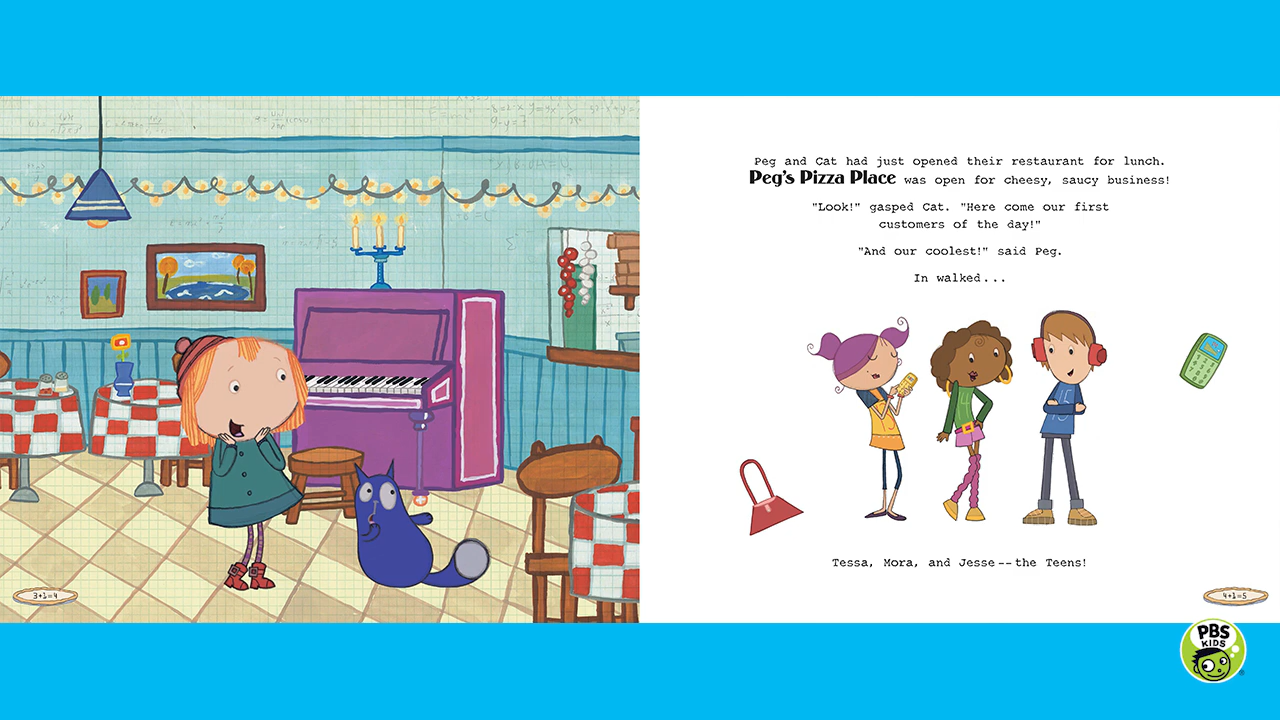 Peg and Cat had just opened their restaurant for lunch.
Peg's Pizza Place was open for cheesy, saucy business!
"Look!" gasped Cat. "Here come our first
customers of the day!"
"And our coolest!" said Peg.
In walked...
Tessa, Mora, and Jesse--the Teens!
3+1=4
4+1=5
PBS
KIDS